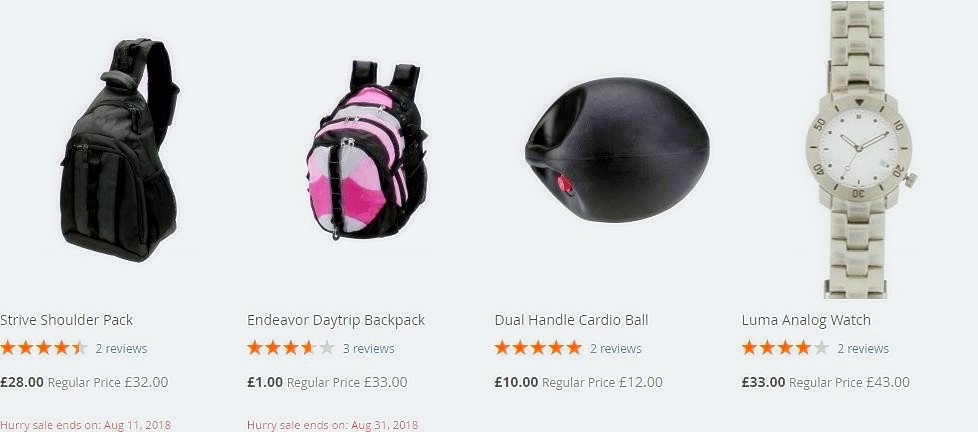 50 10
20 30 40
Strive Shoulder Pack
Endeavor Daytrip Backpack
Dual Handle Cardio Ball
Luma Analog Watch
2 reviews
3 reviews
2 reviews
2 reviews
£28.00 Regular Price £32.00
£1.00 Regular Price £33.00
£10.00 Regular Price £12.00
£33.00 Regular Price £43.00
Hurry sale ends on: Aug 11, 2018
Hurry sale ends on: Aug 31, 2018